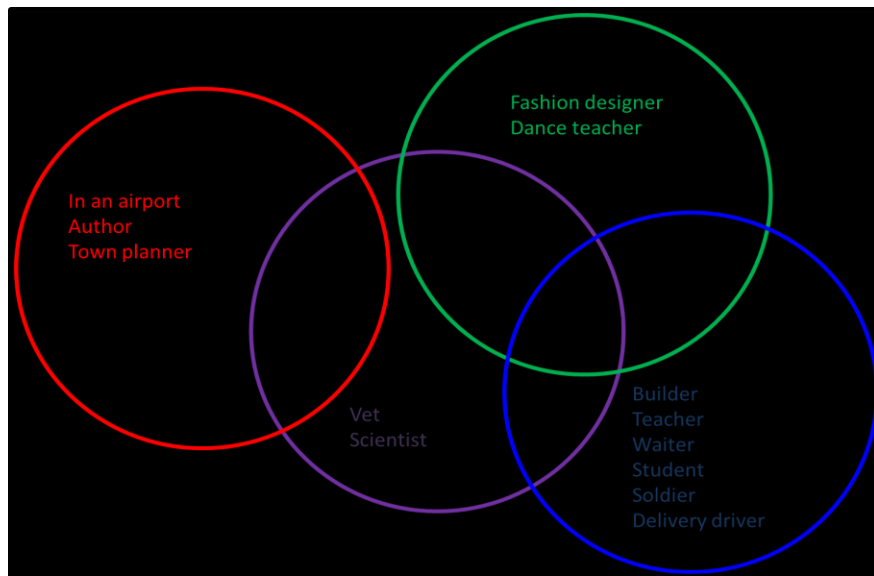 Fashion designer
Dance teacher
In an airport
Author
Town planner
Vet
Scientist
Builder
Teacher
Waiter
Student
Soldier
Delivery driver